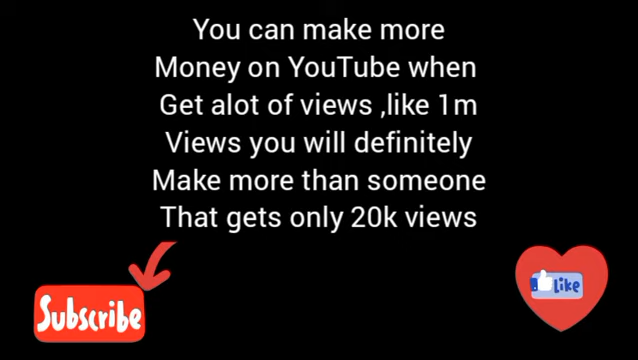 You can make more
Money on YouTube when
Get alot of views ,like 1m
Views you will definitely
Make more than someone
That gets only 20k views
Subscribe
like